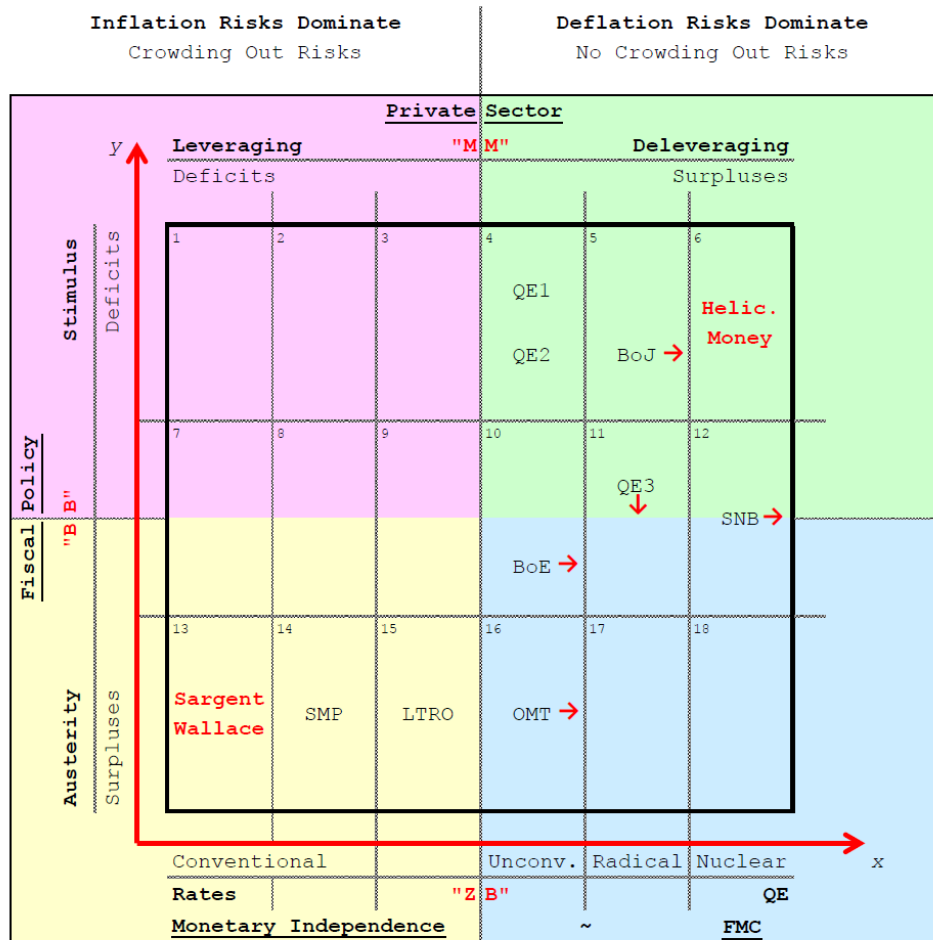 Inflation Risks Dominate Deflation Risks Dominate
Crowding Out Risks No Crowding Out Risks
Private Sector
y Leveraging "M M" Deleveraging
Deficits Surpluses
Stimulus
Deficits
1 2 3 4 5 6
QE1
Helic.
Money
QE2 BoJ →
7 8 9 10 11 12
Fiscal Policy
"B B"
QE3
↓
SNB →
BoE →
13 14 15 16 17 18
Austerity
Surpluses
Sargent
Wallace
SMP LTRO OMT →
Conventional Unconv. Radical Nuclear x
Rates "Z B" QE
Monetary Independence ~ FMC